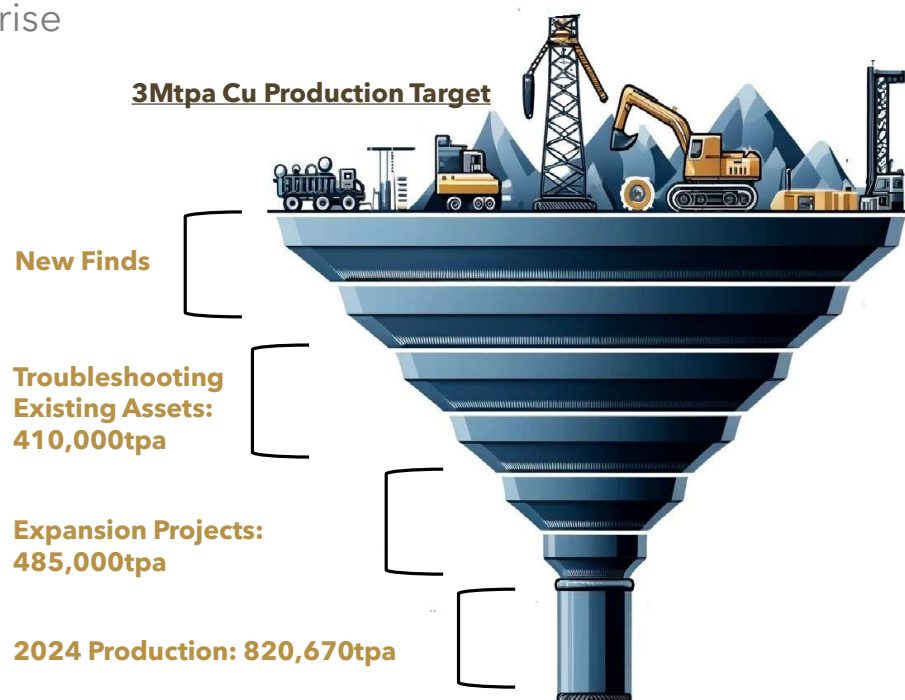 rise
3Mtpa Cu Production Target
New Finds
Troubleshooting
Existing Assets:
410,000tpa
Expansion Projects:
485,000tpa
2024 Production: 820,670tpa